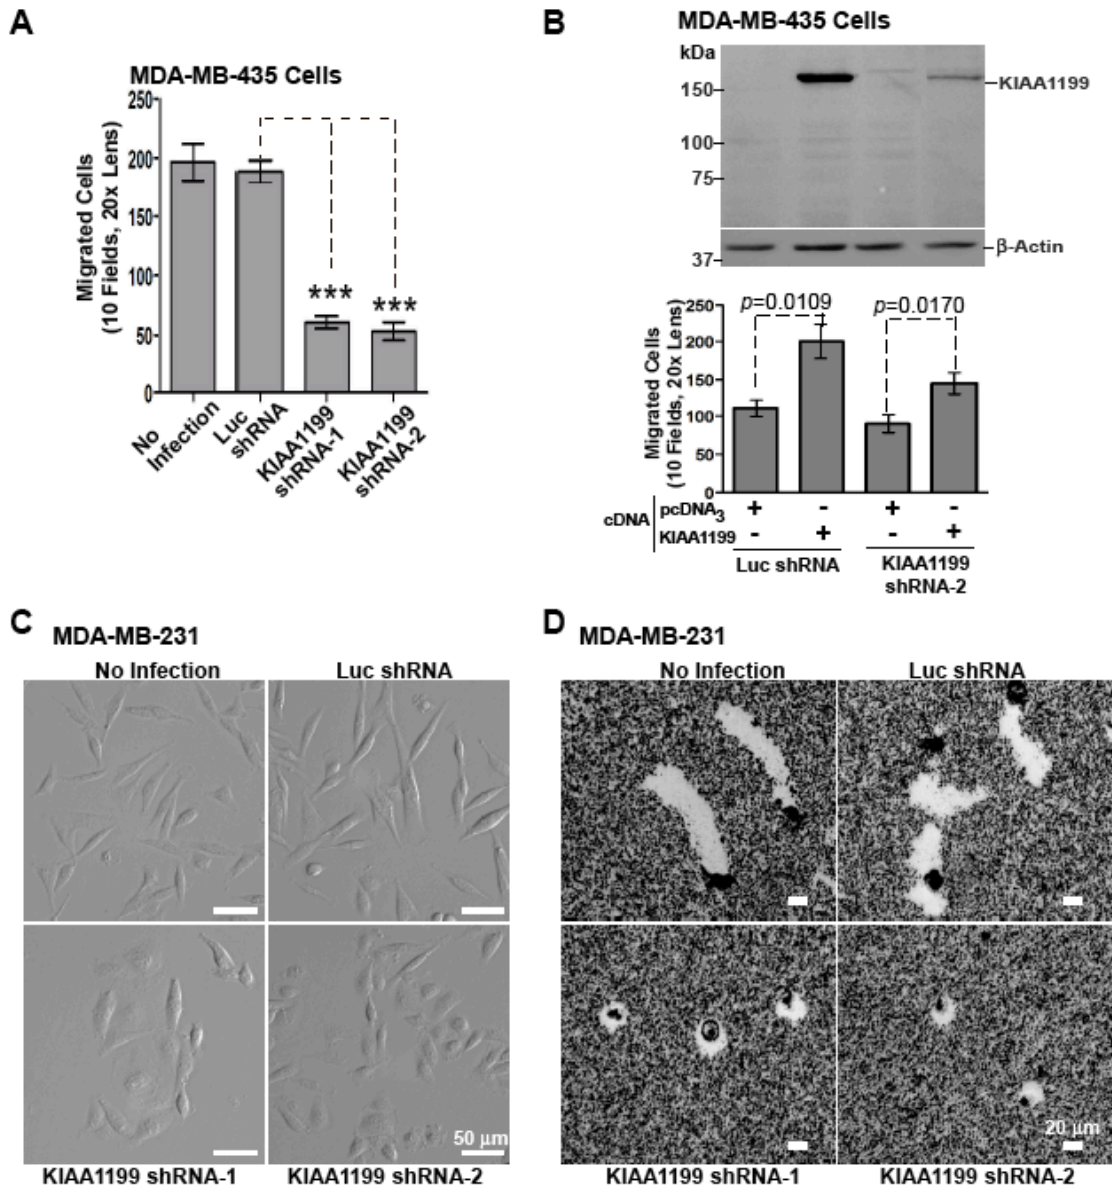 A
MDA-MB-435 Cells
Migrated Cells
(10 Fields, 20x Lens)
250
200
150
100
50
0
***
***
No
Infection
Luc
shRNA
KIAA1199
shRNA-1
KIAA1199
shRNA-2
B
MDA-MB-435 Cells
kDa
150
100
75
37
KIAA1199
β-Actin
Migrated Cells
(10 Fields, 20x Lens)
250
200
150
100
50
0
p=0.0109
p=0.0170
cDNA
pcDNA3 + - + -
KIAA1199 - + - +
Luc shRNA
KIAA1199
shRNA-2
C
MDA-MB-231
No Infection
Luc shRNA
50 μm
KIAA1199 shRNA-1
KIAA1199 shRNA-2
D
MDA-MB-231
No Infection
Luc shRNA
20 μm
KIAA1199 shRNA-1
KIAA1199 shRNA-2